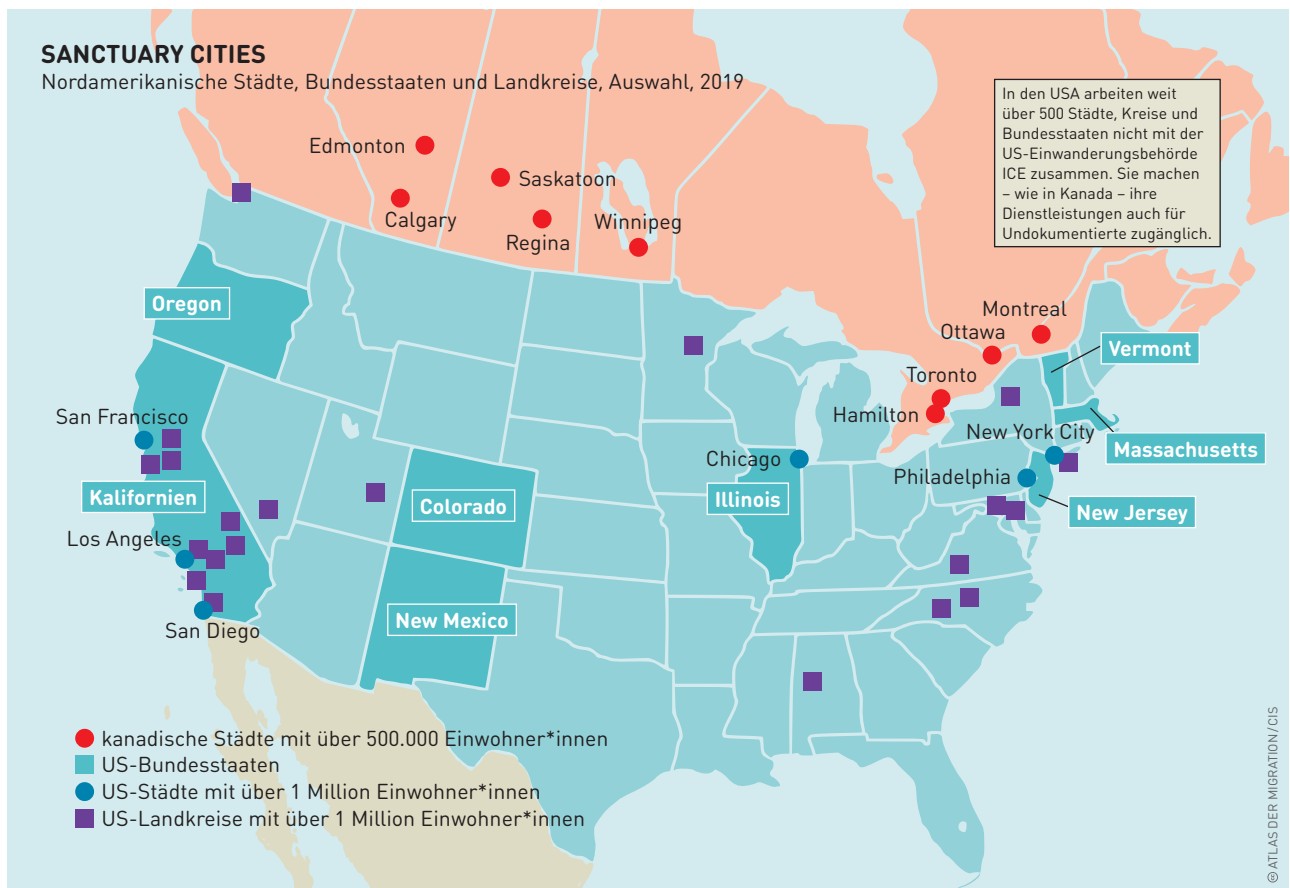 SANCTUARY CITIES
Nordamerikanische Städte, Bundesstaaten und Landkreise, Auswahl, 2019
In den USA arbeiten weit
über 500 Städte, Kreise und
Bundesstaaten nicht mit der
US-Einwanderungsbehörde
ICE zusammen. Sie machen
– wie in Kanada – ihre
Dienstleistungen auch für
Undokumentierte zugänglich.
Edmonton
Saskatoon
Calgary
Regina
Winnipeg
Oregon
Montreal
Ottawa
Vermont
Toronto
Hamilton
San Francisco
New York City
Massachusetts
Chicago
Philadelphia
Kalifornien
Colorado
Illinois
New Jersey
Los Angeles
New Mexico
San Diego
kanadische Städte mit über 500.000 Einwohner*innen
US-Bundesstaaten
US-Städte mit über 1 Million Einwohner*innen
US-Landkreise mit über 1 Million Einwohner*innen
© ATLAS DER MIGRATION/CIS